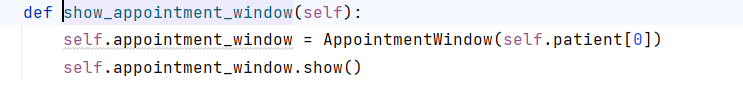 def show_appointment_window(self):
    self.appointment_window = AppointmentWindow(self.patient[0])
    self.appointment_window.show()